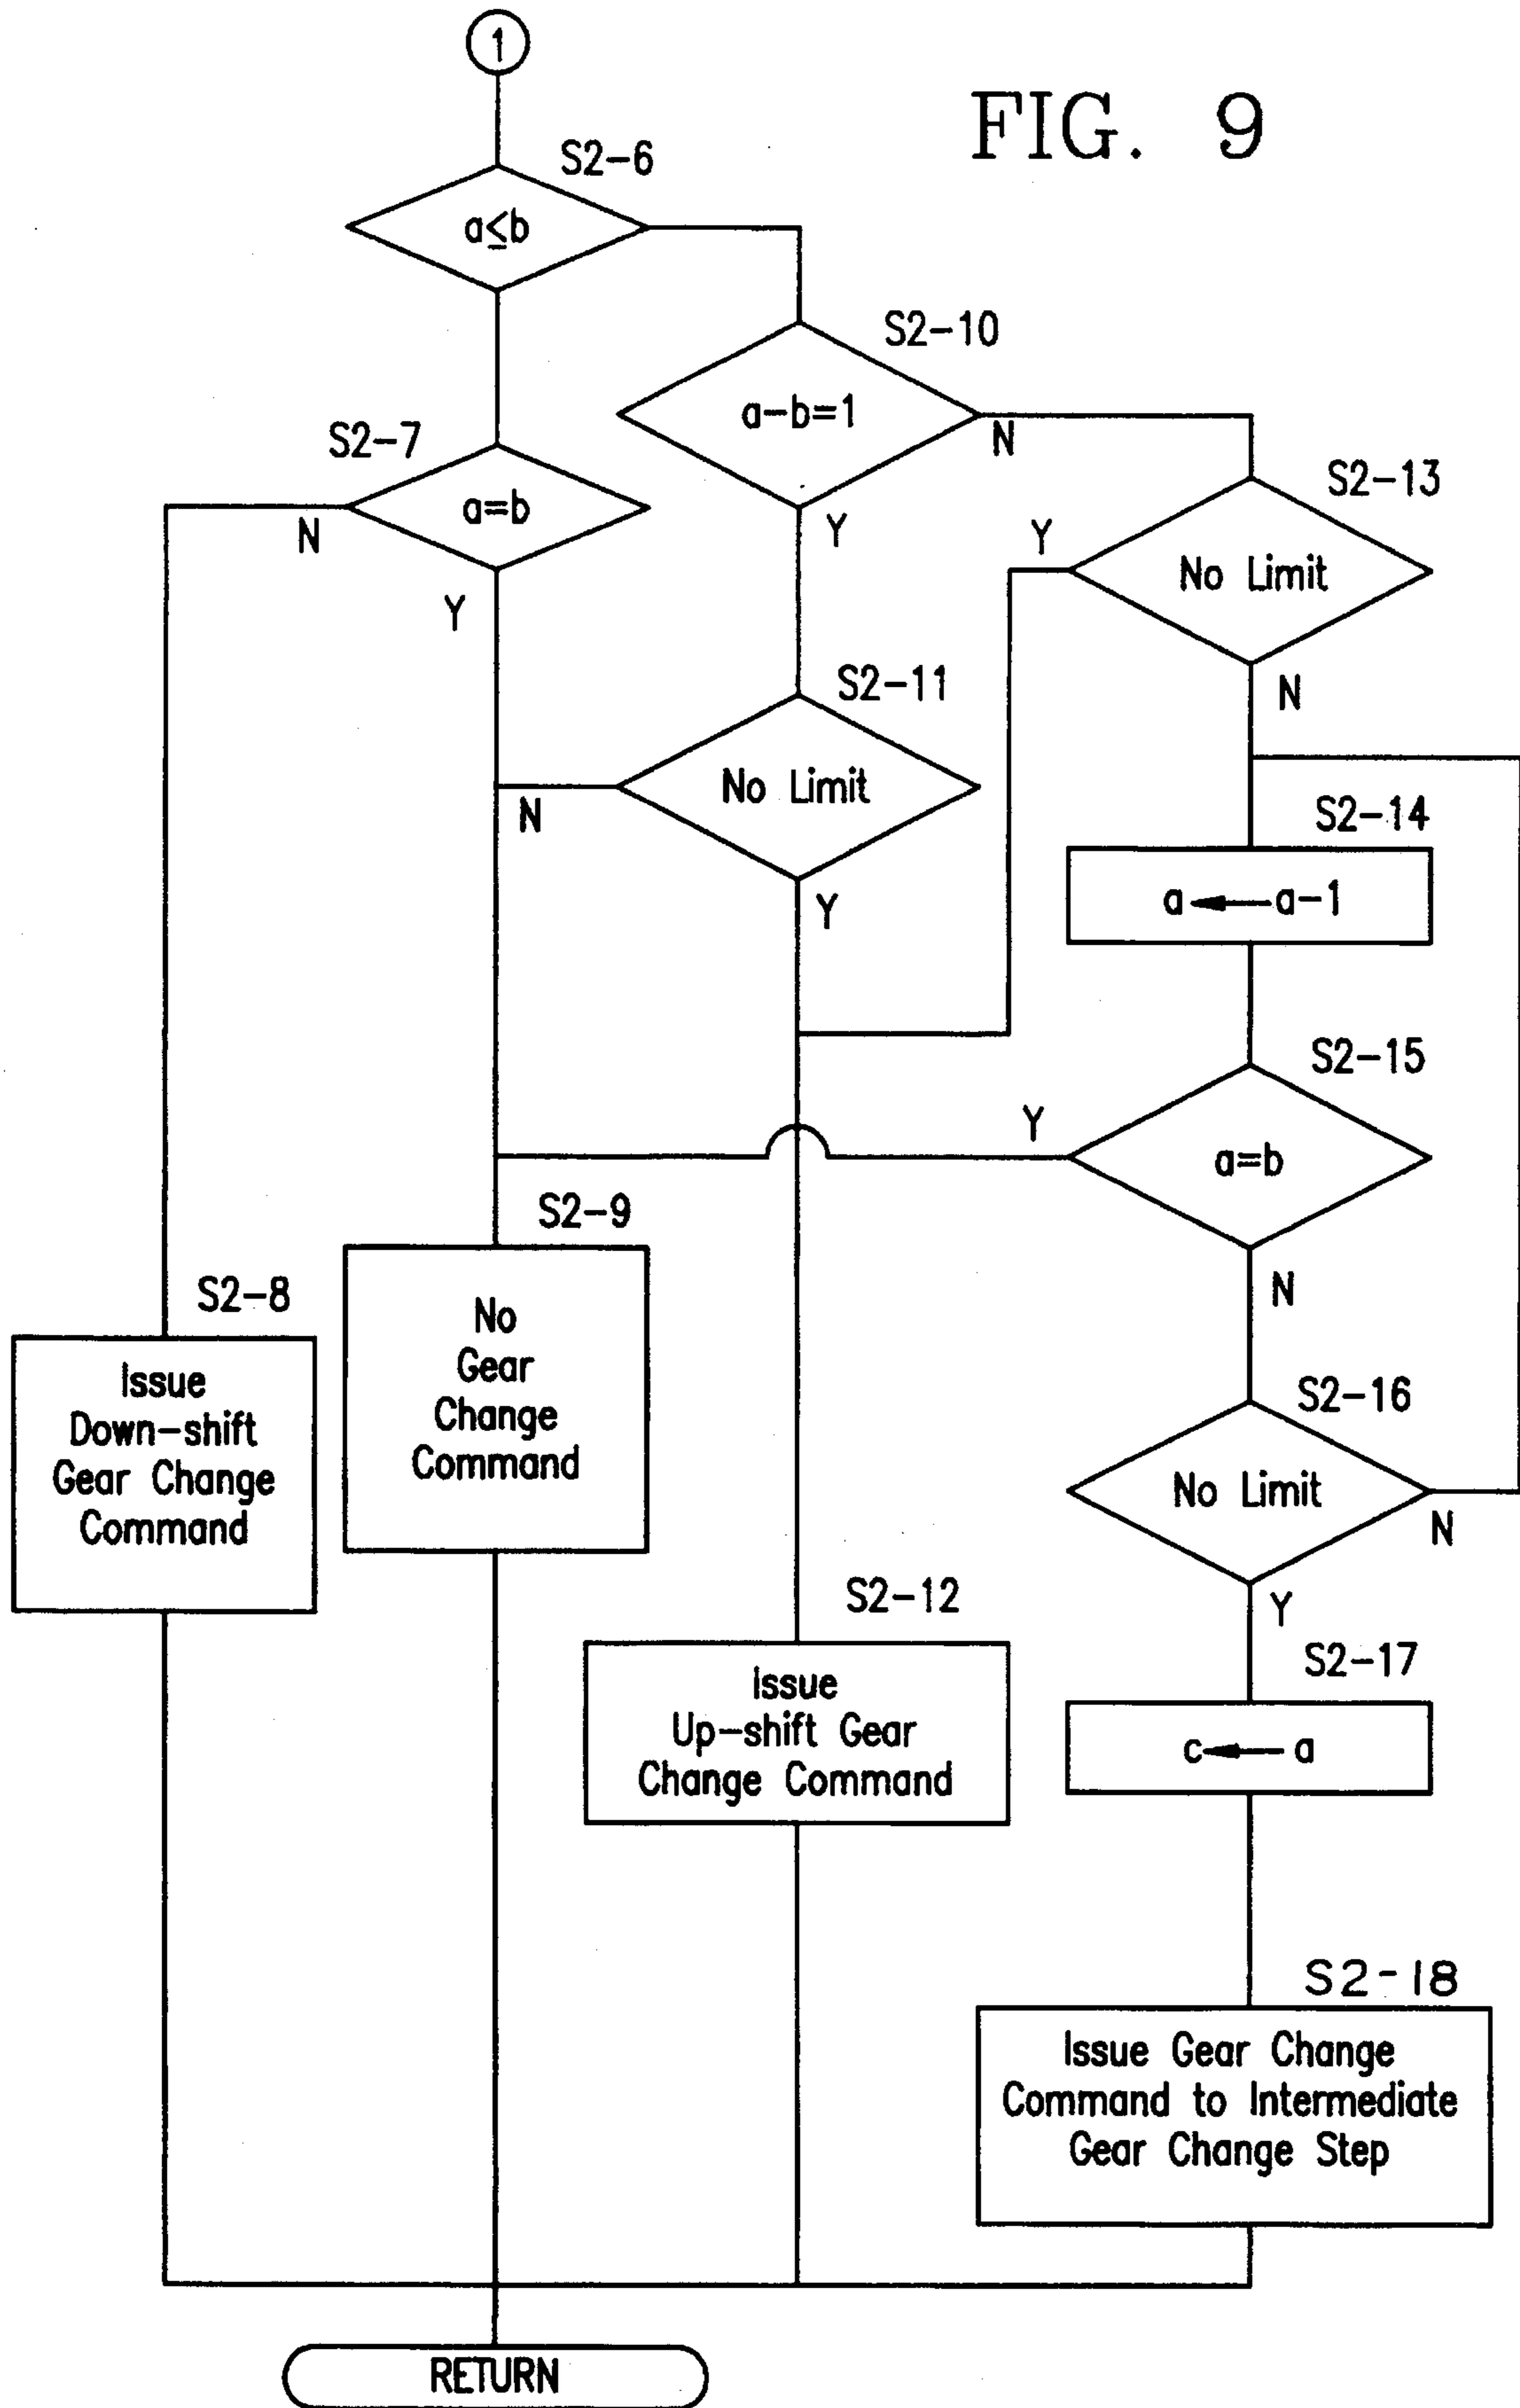 1
FIG. 9
S2-6
a≤b
S2-10
a-b=1
N
Y
S2-7
a=b
N
Y
S2-13
Y
No Limit
N
S2-11
No Limit
N
Y
S2-14
a ← a-1
S2-15
Y
a=b
N
S2-9
No
Gear
Change
Command
S2-8
Issue
Down-shift
Gear Change
Command
S2-16
No Limit
N
Y
S2-12
Issue
Up-shift Gear
Change Command
S2-17
c ← a
S2-18
Issue Gear Change
Command to Intermediate
Gear Change Step
RETURN